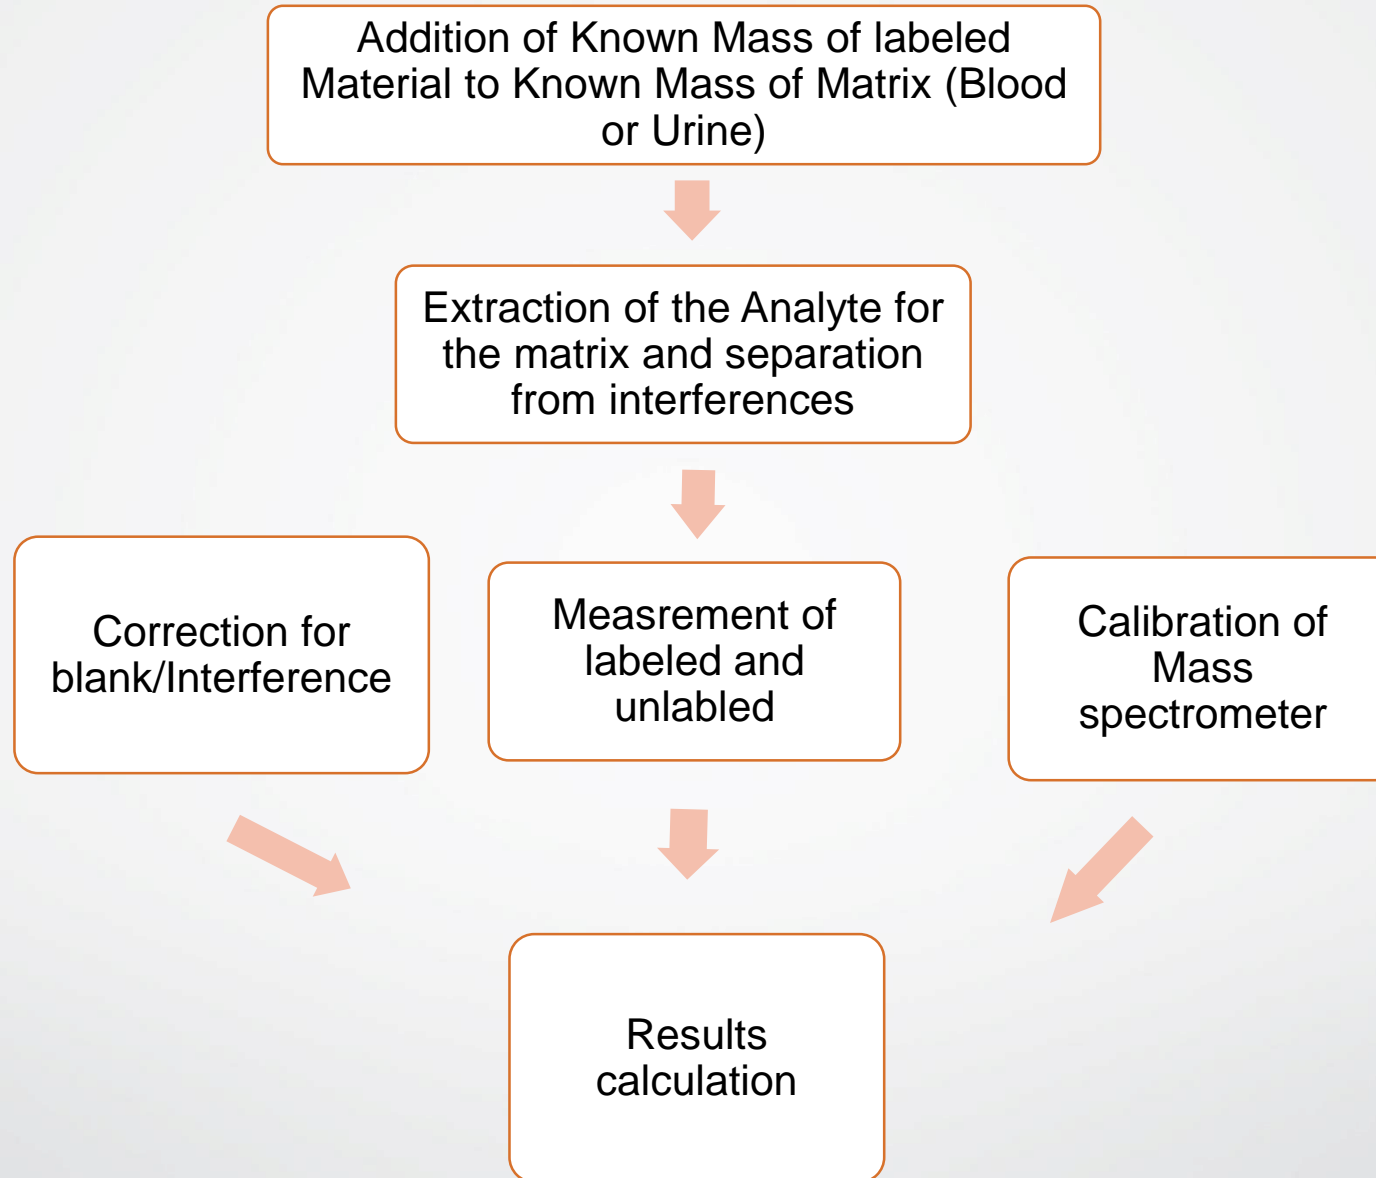 Addition of Known Mass of labeled
Material to Known Mass of Matrix (Blood
or Urine)
Extraction of the Analyte for
the matrix and separation
from interferences
Correction for
blank/Interference
Measrement of
labeled and
unlabled
Calibration of
Mass
spectrometer
Results
calculation